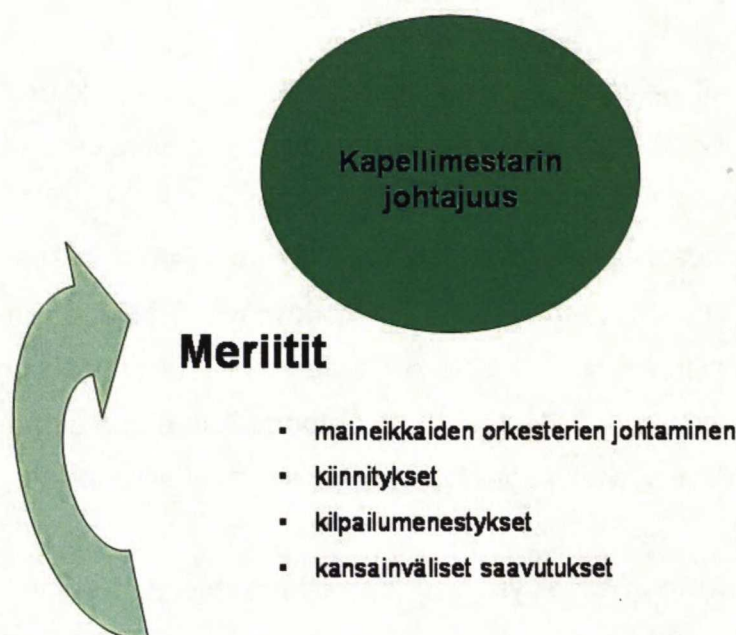 Kapellimestarin
johtajuus
Meriitit
▪ maineikkaiden orkesterien johtaminen
▪ kiinnitykset
▪ kilpailumenestykset
▪ kansainväliset saavutukset